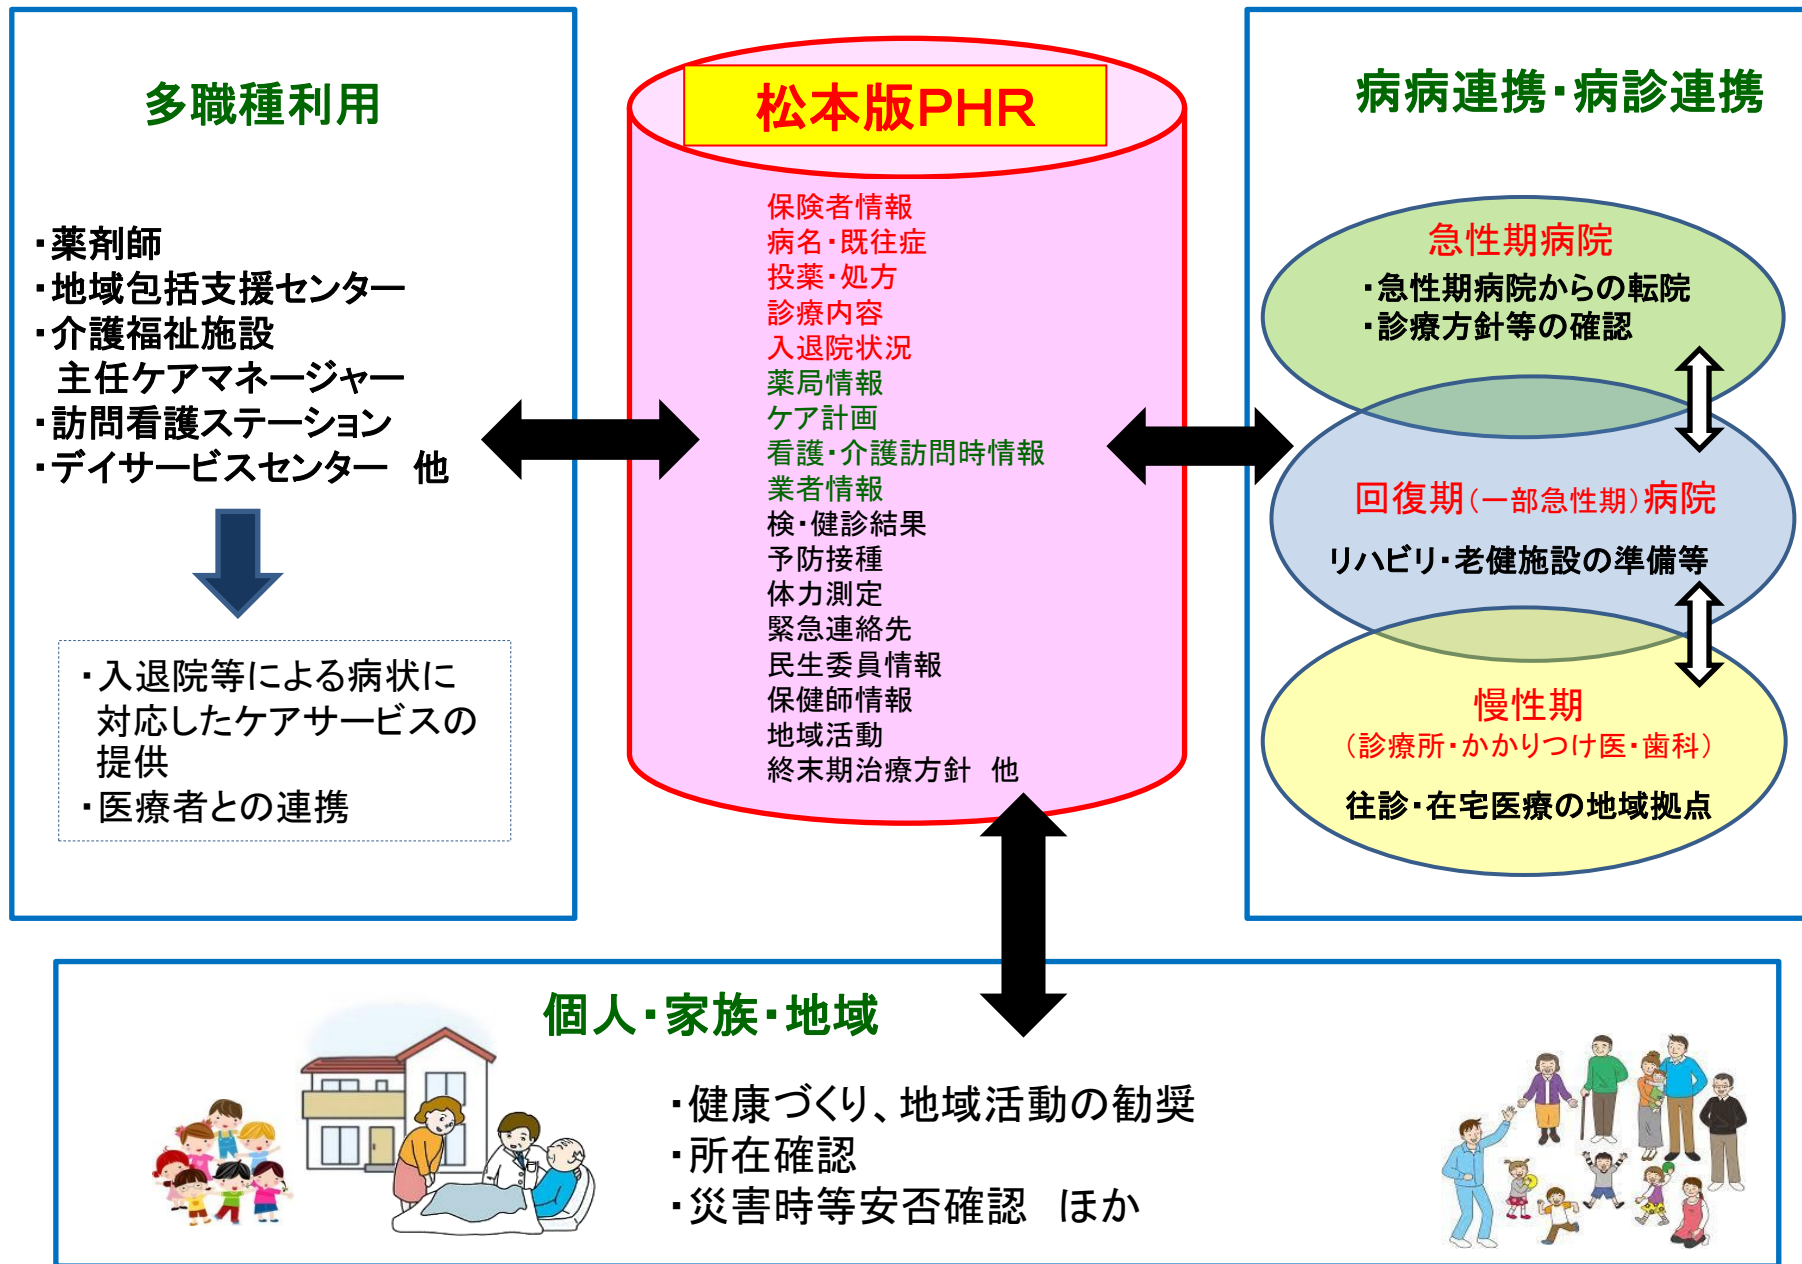 多職種利用
・薬剤師
・地域包括支援センター
・介護福祉施設
主任ケアマネージャー
・訪問看護ステーション
・デイサービスセンター 他
・入退院等による病状に
対応したケアサービスの
提供
・医療者との連携
松本版PHR
保険者情報
病名・既往症
投薬・処方
診療内容
入退院状況
薬局情報
ケア計画
看護・介護訪問時情報
業者情報
検・健診結果
予防接種
体力測定
緊急連絡先
民生委員情報
保健師情報
地域活動
終末期治療方針 他
病病連携・病診連携
急性期病院
・急性期病院からの転院
・診療方針等の確認
回復期(一部急性期)病院
リハビリ・老健施設の準備等
慢性期
(診療所・かかりつけ医・歯科)
往診・在宅医療の地域拠点
個人・家族・地域
・健康づくり、地域活動の勧奨
・所在確認
・災害時等安否確認 ほか